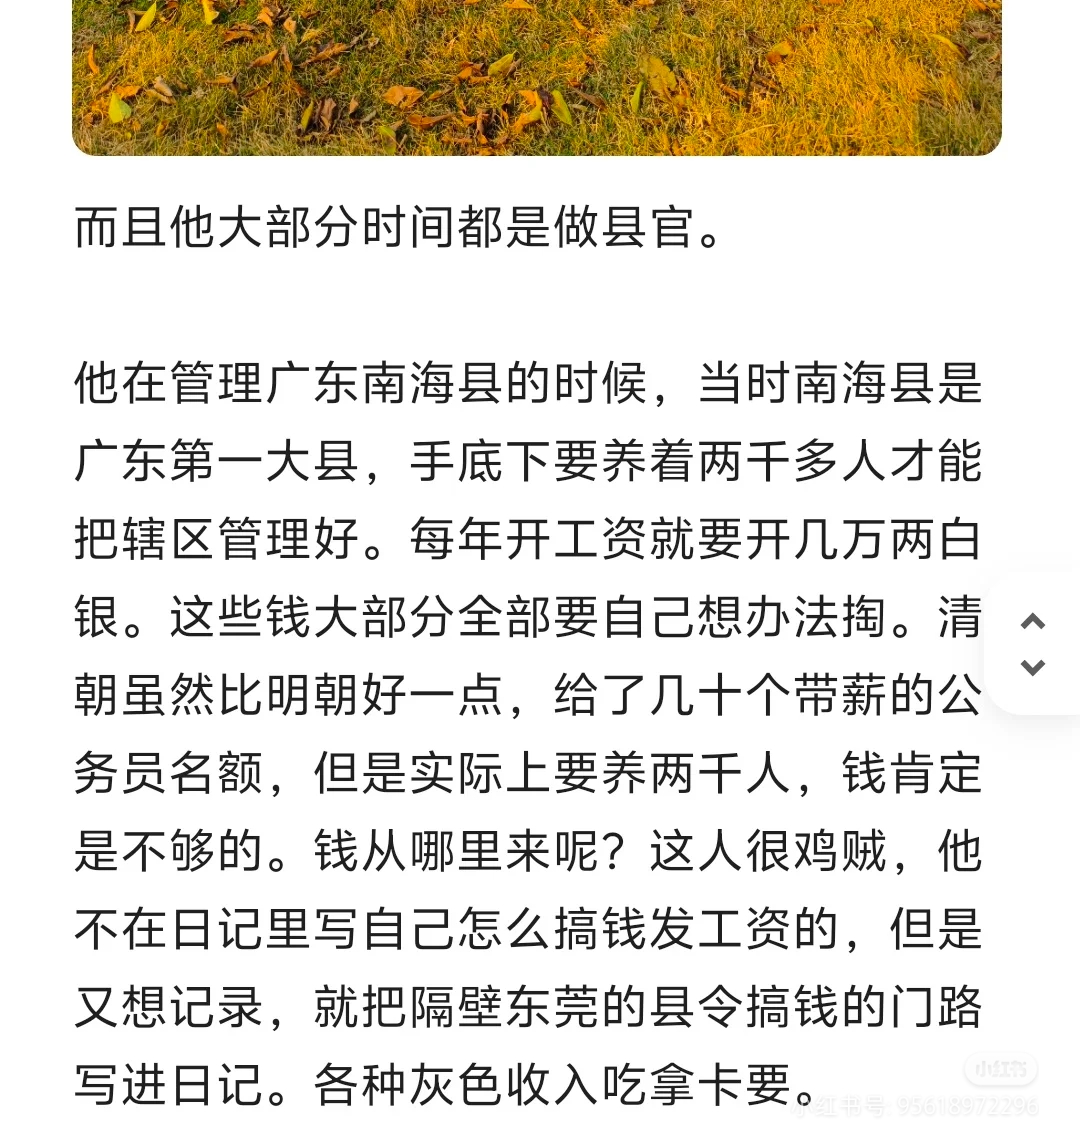 而且他大部分时间都是做县官。
他在管理广东南海县的时候，当时南海县是
广东第一大县，手底下要养着两千多人才能
把辖区管理好。每年开工资就要开几万两白
银。这些钱大部分全部要自己想办法掏。清
朝虽然比明朝好一点，给了几十个带薪的公
务员名额，但是实际上要养两千人，钱肯定
是不够的。钱从哪里来呢？这人很鸡贼，他
不在日记里写自己怎么搞钱发工资的，但是
又想记录，就把隔壁东莞的县令搞钱的门路
写进日记。各种灰色收入吃拿卡要。
小红书
小红书号: 95618972296